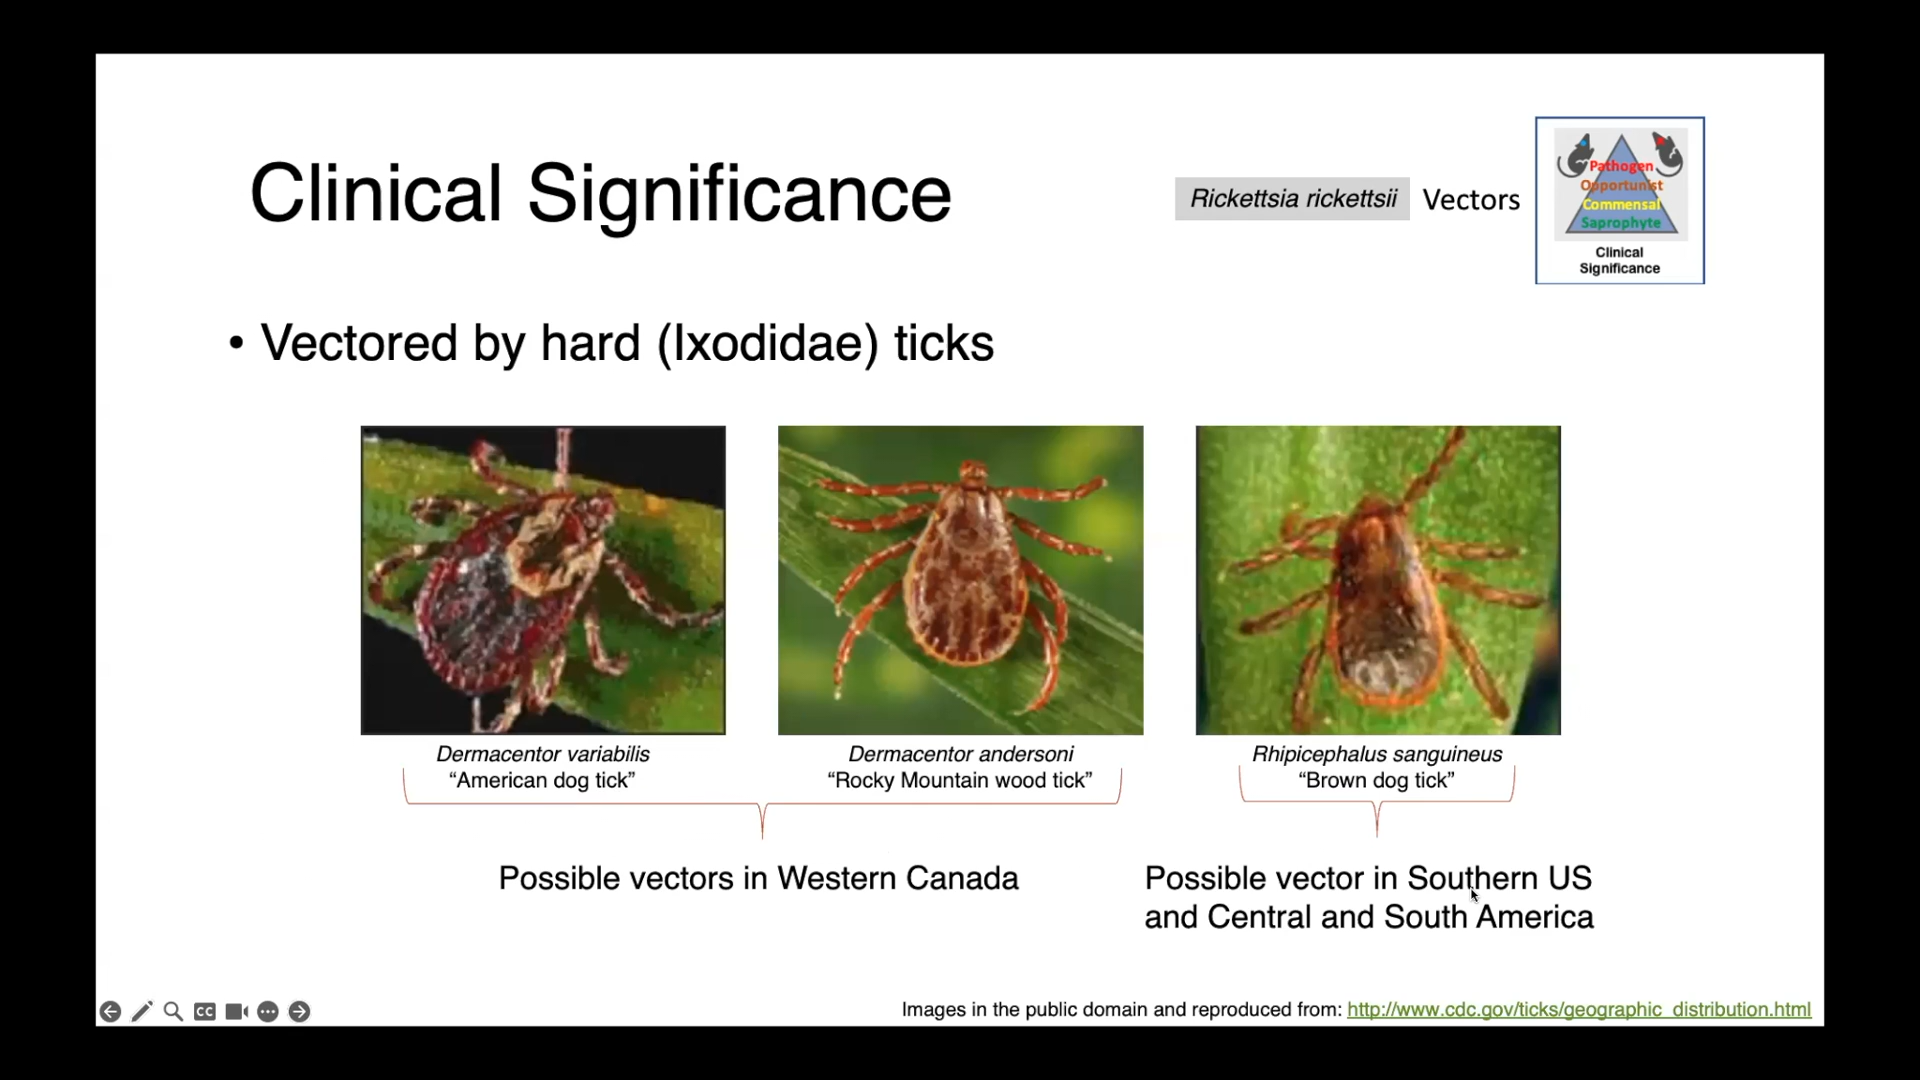 Clinical Significance
Rickettsia rickettsii Vectors
Pathogen
Opportunist
Commensal
Saprophyte
Clinical
Significance
• Vectored by hard (Ixodidae) ticks
Dermacentor variabilis
“American dog tick”
Dermacentor andersoni
“Rocky Mountain wood tick”
Rhipicephalus sanguineus
“Brown dog tick”
Possible vectors in Western Canada
Possible vector in Southern US
and Central and South America
CC
Images in the public domain and reproduced from: http://www.cdc.gov/ticks/geographic_distribution.html